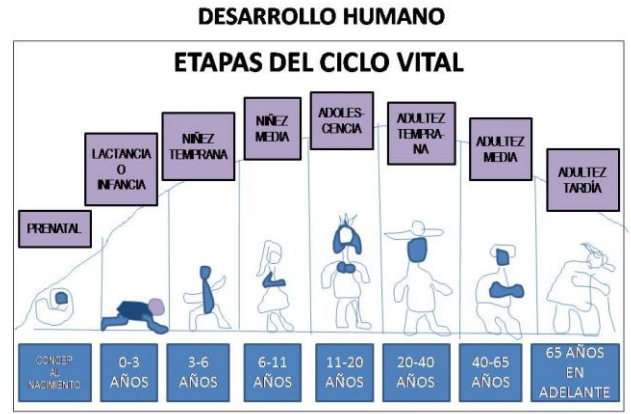 DESARROLLO HUMANO
ETAPAS DEL CICLO VITAL
PRENATAL
LACTANCIA
O
INFANCIA
NIÑEZ
TEMPRANA
NIÑEZ
MEDIA
ADOLES-
CENCIA
ADULTEZ
TEMPRA-
NA
ADULTEZ
MEDIA
ADULTEZ
TARDÍA
CONCEP.
AL
NACIMIENTO
0-3
AÑOS
3-6
AÑOS
6-11
AÑOS
11-20
AÑOS
20-40
AÑOS
40-65
AÑOS
65 AÑOS
EN
ADELANTE